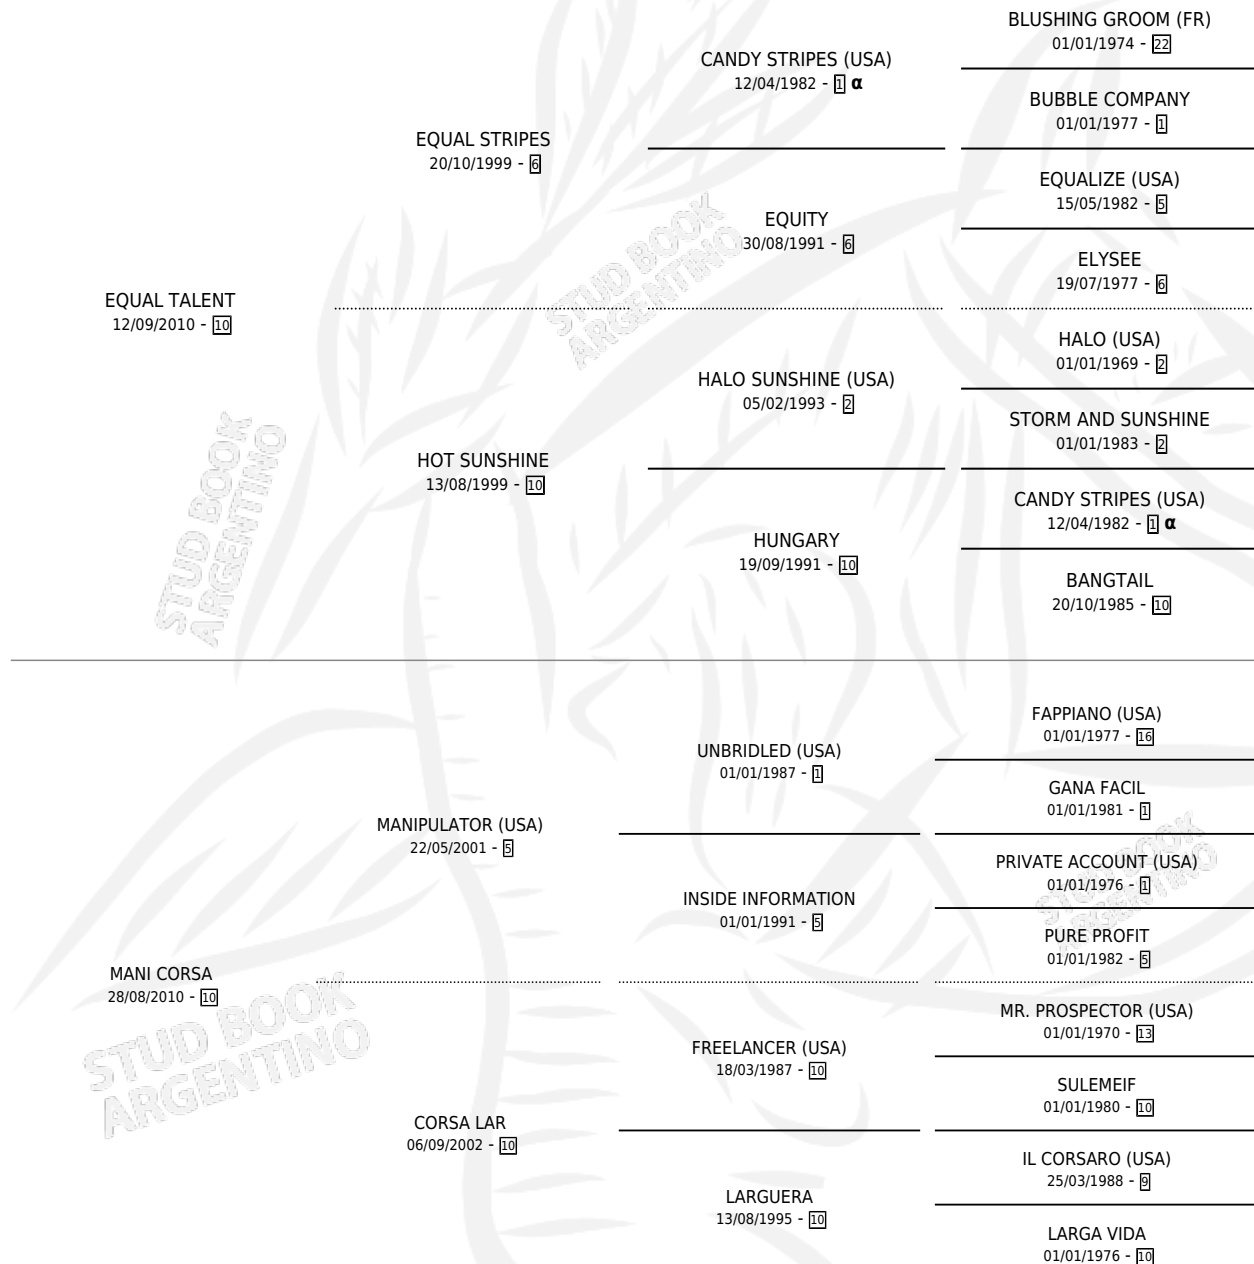 BLUSHING GROOM (FR)
01/01/1974 - 22
CANDY STRIPES (USA)
12/04/1982 - 1 α
BUBBLE COMPANY
01/01/1977 - 1
EQUAL STRIPES
20/10/1999 - 6
EQUALIZE (USA)
15/05/1982 - 5
EQUITY
30/08/1991 - 6
ELYSEE
19/07/1977 - 6
EQUAL TALENT
12/09/2010 - 10
HALO (USA)
01/01/1969 - 2
HALO SUNSHINE (USA)
05/02/1993 - 2
STORM AND SUNSHINE
01/01/1983 - 2
HOT SUNSHINE
13/08/1999 - 10
CANDY STRIPES (USA)
12/04/1982 - 1 α
HUNGARY
19/09/1991 - 10
BANGTAIL
20/10/1985 - 10
STUD BOOK
ARGENTINO
STUD BOOK
ARGENTINO
FAPPIANO (USA)
01/01/1977 - 16
UNBRIDLED (USA)
01/01/1987 - 1
GANA FACIL
01/01/1981 - 1
MANIPULATOR (USA)
22/05/2001 - 5
PRIVATE ACCOUNT (USA)
01/01/1976 - 1
INSIDE INFORMATION
01/01/1991 - 5
PURE PROFIT
01/01/1982 - 5
MANI CORSA
28/08/2010 - 10
MR. PROSPECTOR (USA)
01/01/1970 - 13
FREELANCER (USA)
18/03/1987 - 10
SULEMEIF
01/01/1980 - 10
CORSA LAR
06/09/2002 - 10
IL CORSARO (USA)
25/03/1988 - 9
LARGUERA
13/08/1995 - 10
LARGA VIDA
01/01/1976 - 10
STUD BOOK
ARGENTINO
STUD BOOK
ARGENTINO